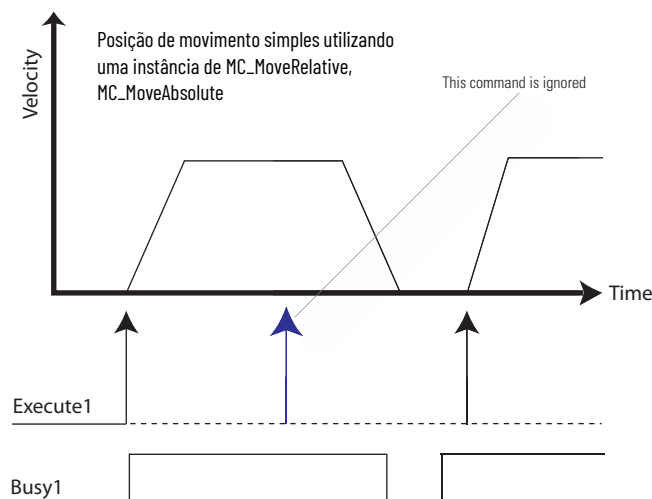 Posição de movimento simples utilizando
uma instância de MC_MoveRelative,
MC_MoveAbsolute
This command is ignored
Velocity
Time
Execute1
Busy1